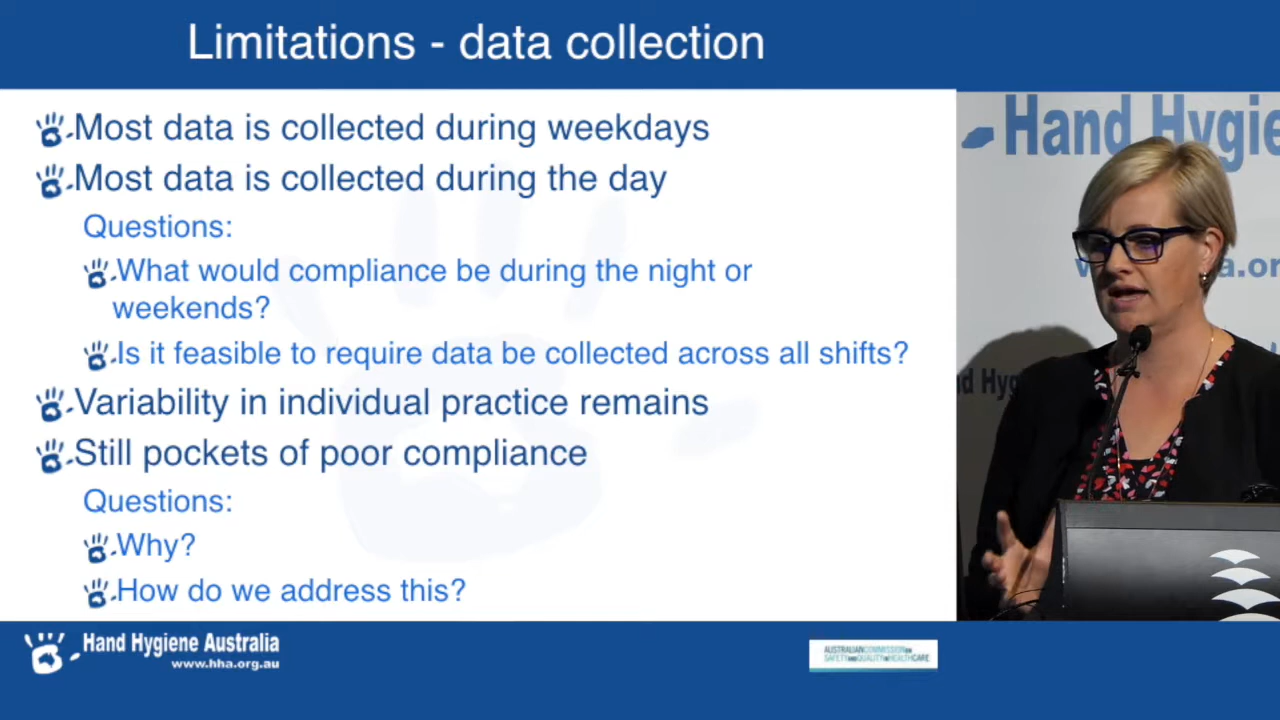 Limitations - data collection
Most data is collected during weekdays
Most data is collected during the day
Questions:
What would compliance be during the night or
weekends?
Is it feasible to require data be collected across all shifts?
Variability in individual practice remains
Still pockets of poor compliance
Questions:
Why?
How do we address this?
Hand Hygiene Australia
www.hha.org.au
AUSTRALIAN COMMISSION ON
SAFETY AND QUALITY IN HEALTH CARE
Hand Hygie